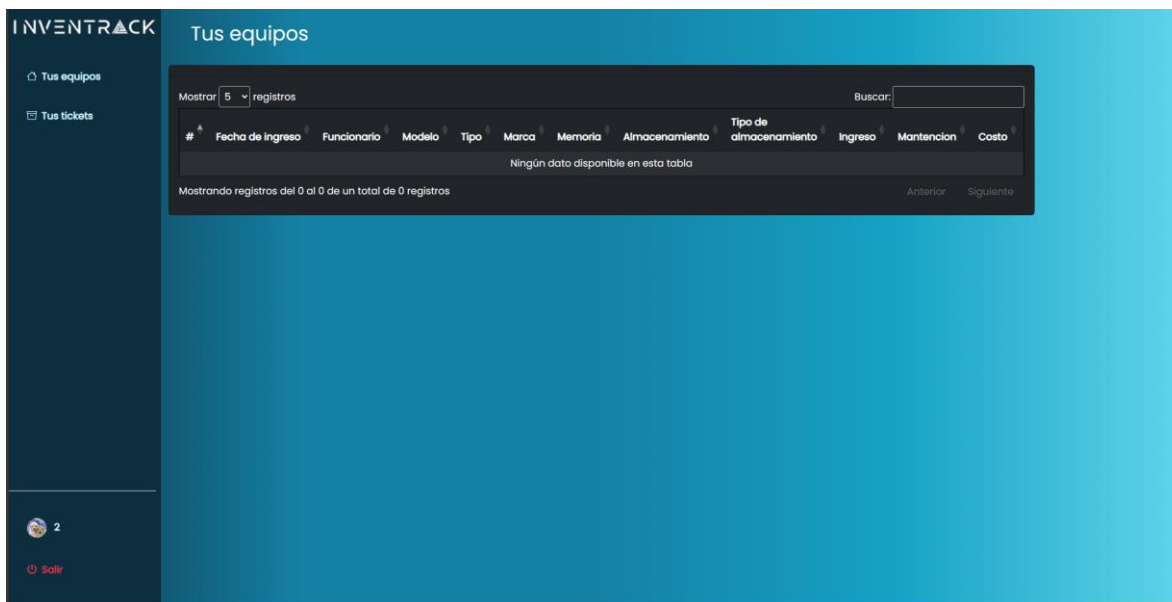 INVENTRACK
Tus equipos
Tus equipos
Tus tickets
Mostrar 5 registros
Buscar:
# Fecha de ingreso Funcionario Modelo Tipo Marca Memoria Almacenamiento Tipo de almacenamiento Ingreso Mantencion Costo
Ningún dato disponible en esta tabla
Mostrando registros del 0 al 0 de un total de 0 registros
Anterior Siguiente
2
Salir